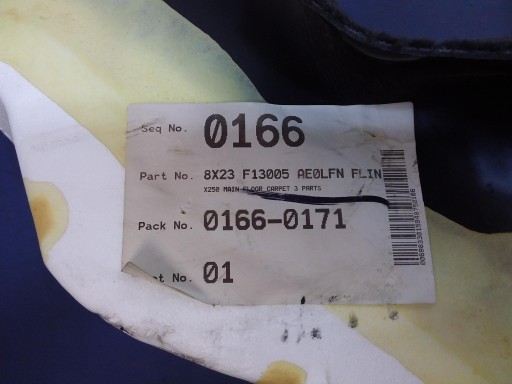 Seq No. 0166
Part No. 8X23 F13005 AE0LFN FLIN
X250 MAIN FLOOR CARPET 3 PARTS
Pack No. 0166-0171
No. 01